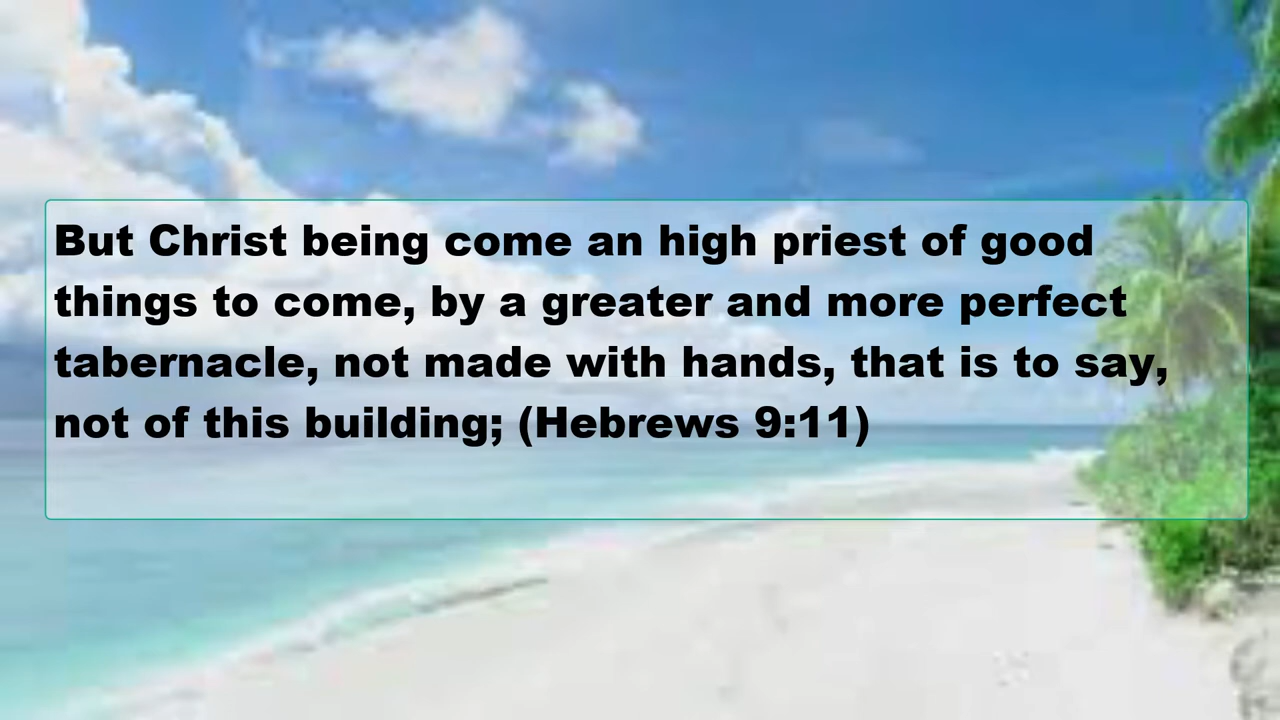 But Christ being come an high priest of good
things to come, by a greater and more perfect
tabernacle, not made with hands, that is to say,
not of this building; (Hebrews 9:11)